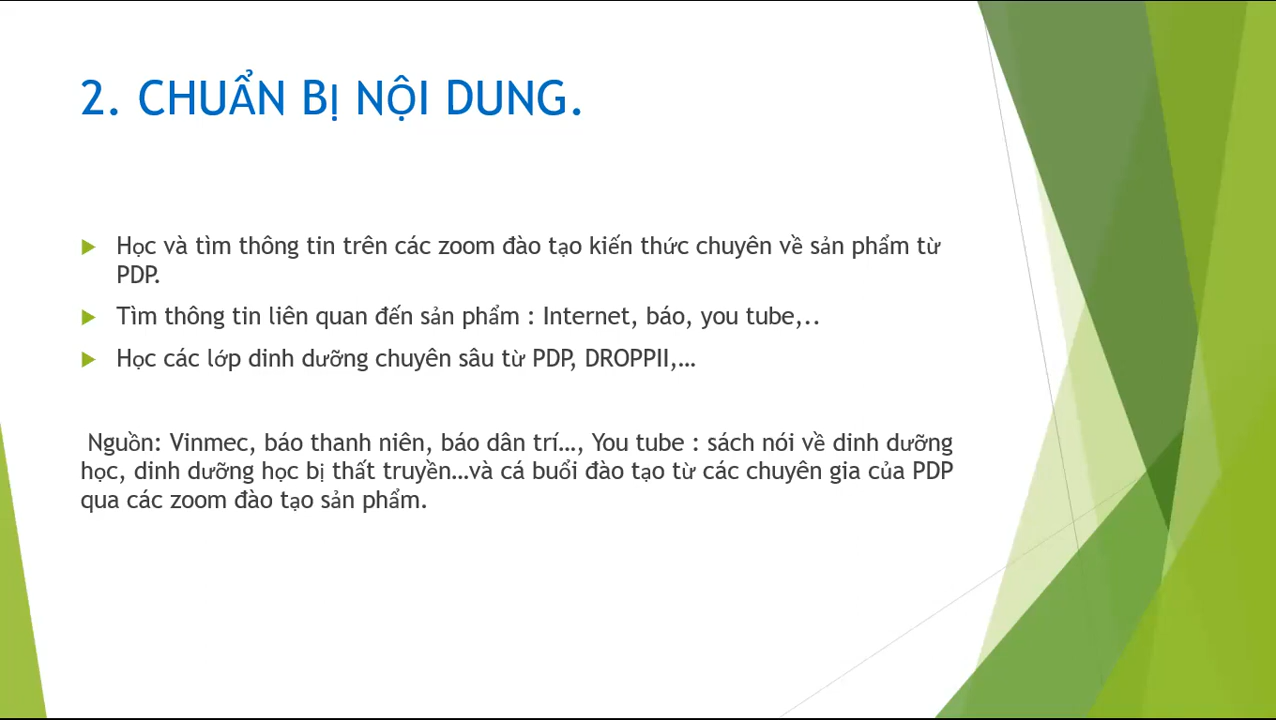 2. CHUẨN BỊ NỘI DUNG.
Học và tìm thông tin trên các zoom đào tạo kiến thức chuyên về sản phẩm từ
PDP.
Tìm thông tin liên quan đến sản phẩm : Internet, báo, you tube,..
Học các lớp dinh dưỡng chuyên sâu từ PDP, DROPPII,…
Nguồn: Vinmec, báo thanh niên, báo dân trí…, You tube : sách nói về dinh dưỡng
học, dinh dưỡng học bị thất truyền…và cá buổi đào tạo từ các chuyên gia của PDP
qua các zoom đào tạo sản phẩm.